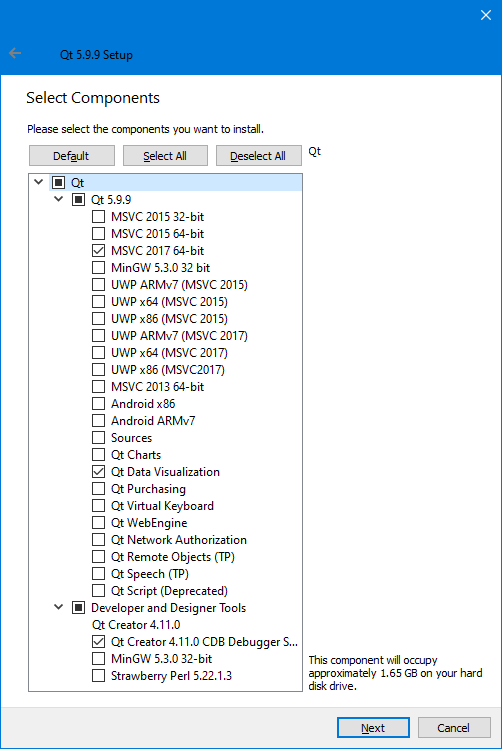 Qt 5.9.9 Setup
Select Components
Please select the components you want to install.
Default Select All Deselect All Qt
Qt
Qt 5.9.9
MSVC 2015 32-bit
MSVC 2015 64-bit
MSVC 2017 64-bit
MinGW 5.3.0 32 bit
UWP ARMv7 (MSVC 2015)
UWP x64 (MSVC 2015)
UWP x86 (MSVC 2015)
UWP ARMv7 (MSVC 2017)
UWP x64 (MSVC 2017)
UWP x86 (MSVC2017)
MSVC 2013 64-bit
Android x86
Android ARMv7
Sources
Qt Charts
Qt Data Visualization
Qt Purchasing
Qt Virtual Keyboard
Qt WebEngine
Qt Network Authorization
Qt Remote Objects (TP)
Qt Speech (TP)
Qt Script (Deprecated)
Developer and Designer Tools
Qt Creator 4.11.0
Qt Creator 4.11.0 CDB Debugger S...
MinGW 5.3.0 32-bit
Strawberry Perl 5.22.1.3
This component will occupy
approximately 1.65 GB on your hard
disk drive.
Next Cancel